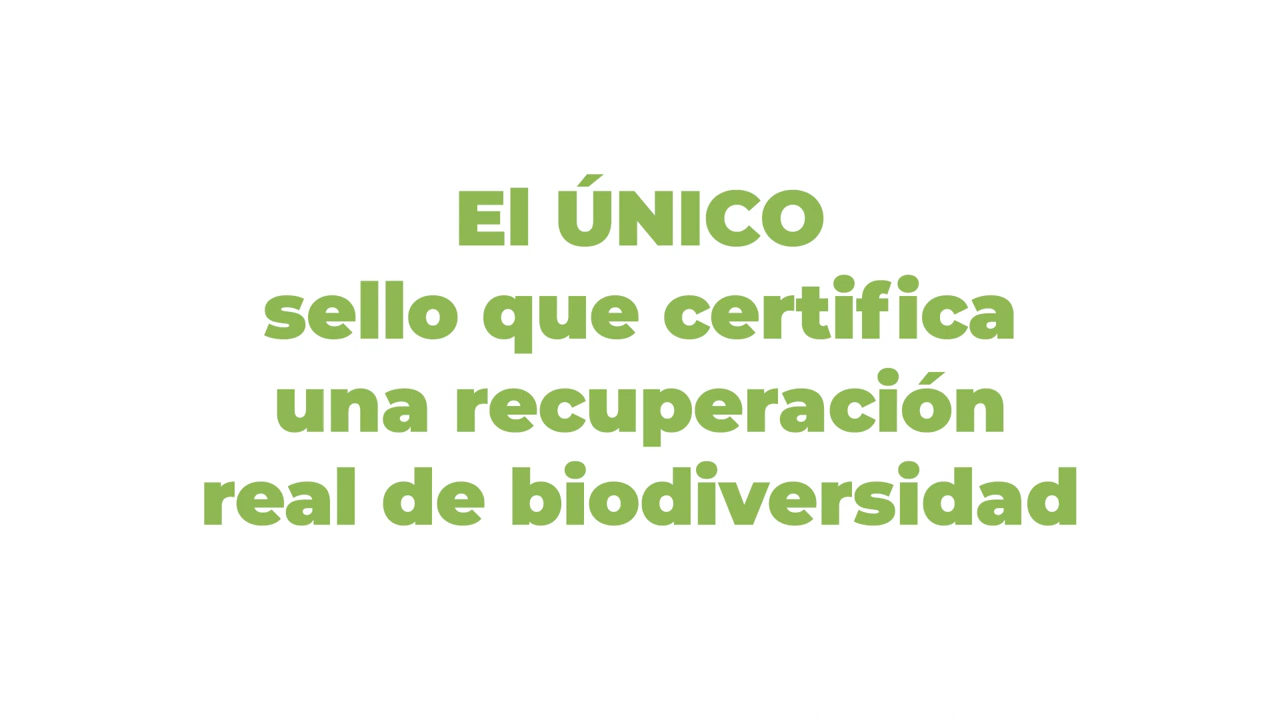 El ÚNICO
sello que certifica
una recuperación
real de biodiversidad